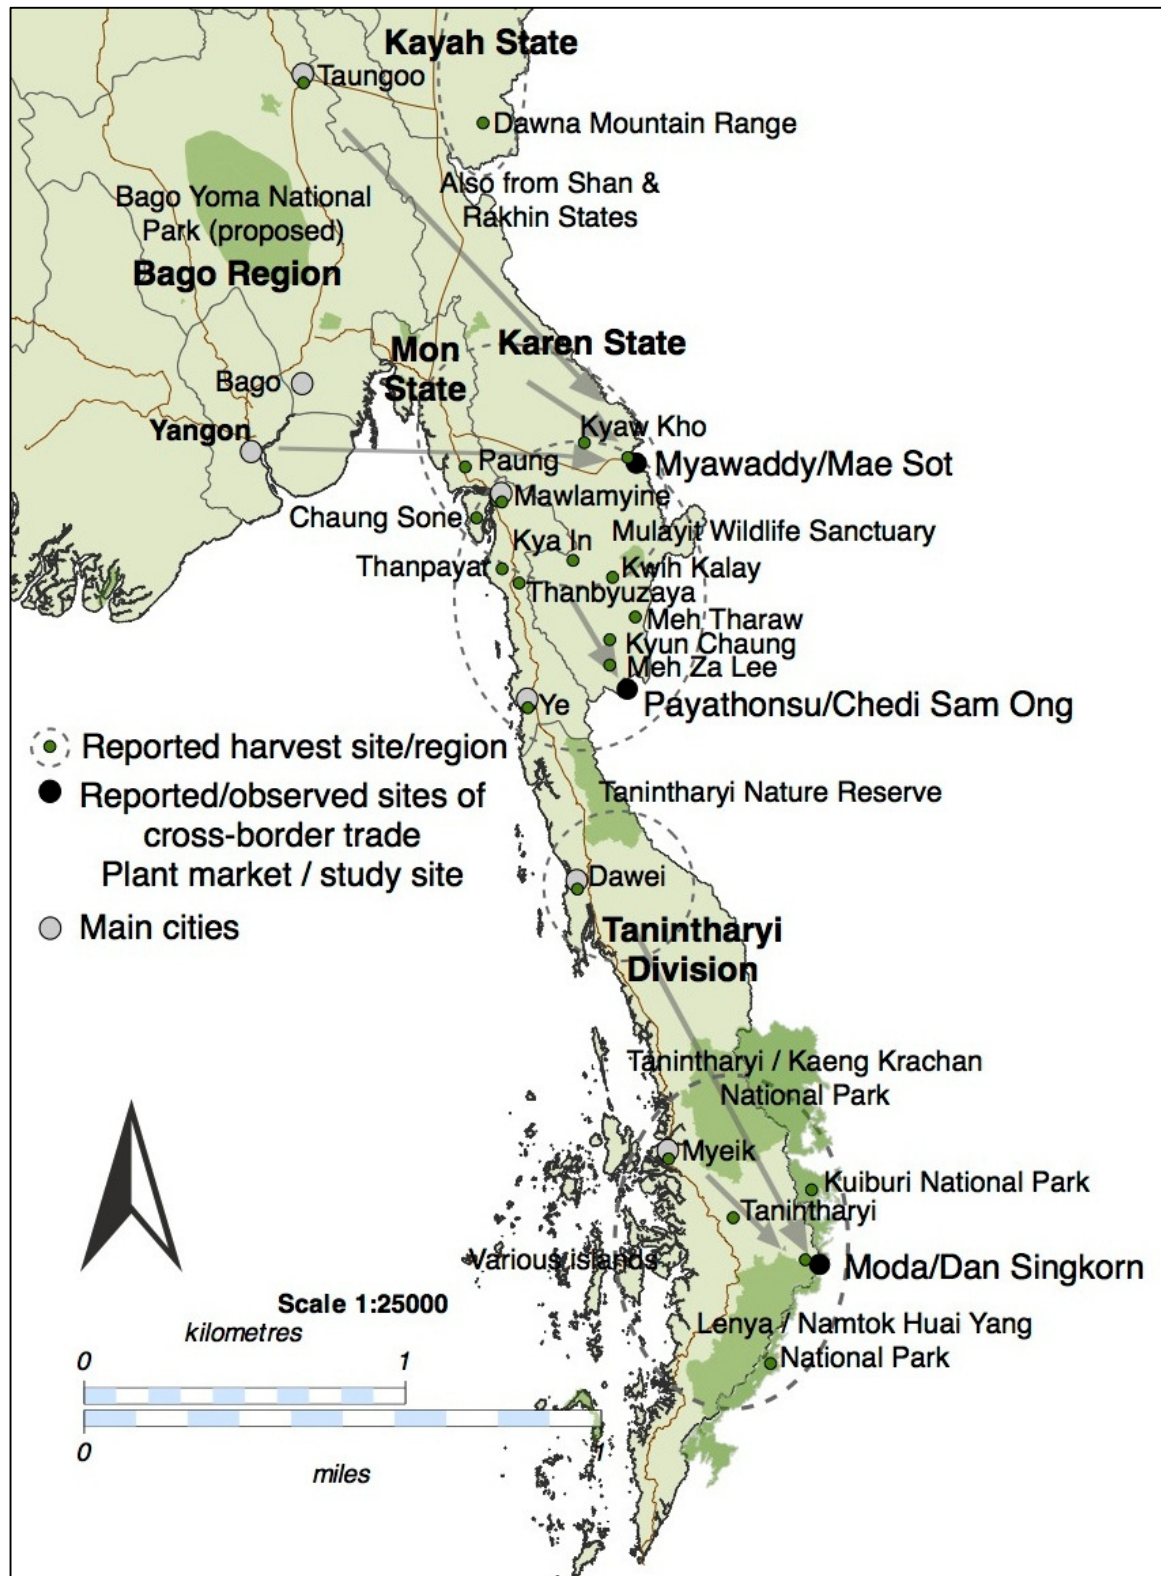 Kayah State
Taungoo
Dawna Mountain Range
Also from Shan &
Rakhin States
Bago Yoma National
Park (proposed)
Bago Region
Karen State
Mon
State
Bago
Yangon
Kyaw Kho
Paung
Myawaddy/Mae Sot
Mawlamyine
Chaung Sone
Mulayit Wildlife Sanctuary
Kya In
Thanpayat
Kwih Kalay
Thanbyuzaya
Meh Tharaw
Kyun Chaung
Meh Za Lee
Ye
Payathonsu/Chedi Sam Ong
Reported harvest site/region
Reported/observed sites of
cross-border trade
Plant market / study site
Main cities
Tanintharyi Nature Reserve
Dawei
Tanintharyi
Division
Tanintharyi / Kaeng Krachan
National Park
Myeik
Kuiburi National Park
Tanintharyi
Various islands
Moda/Dan Singkorn
Lenya / Namtok Huai Yang
National Park
Scale 1:25000
kilometres
0 1
0 1
miles